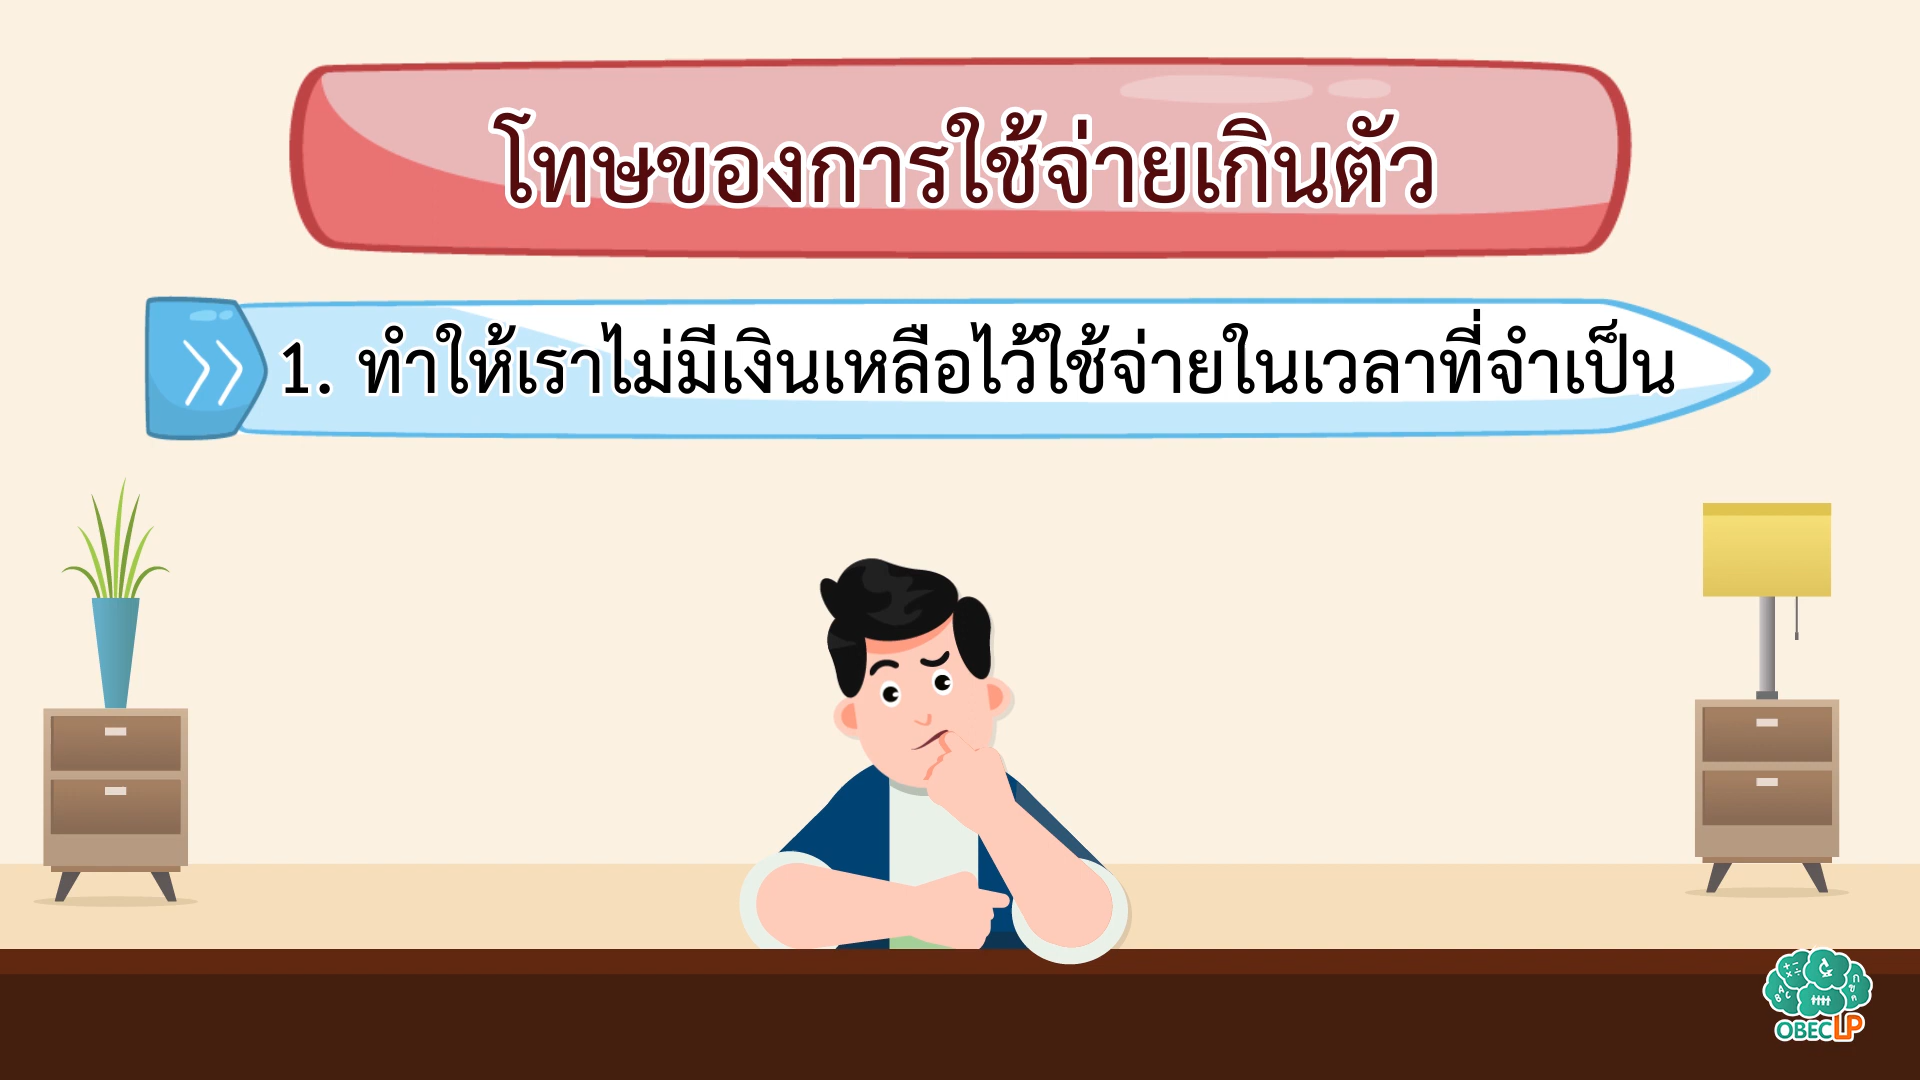 โทษของการใช้จ่ายเกินตัว
1. ทำให้เราไม่มีเงินเหลือไว้ใช้จ่ายในเวลาที่จำเป็น
OBECLP